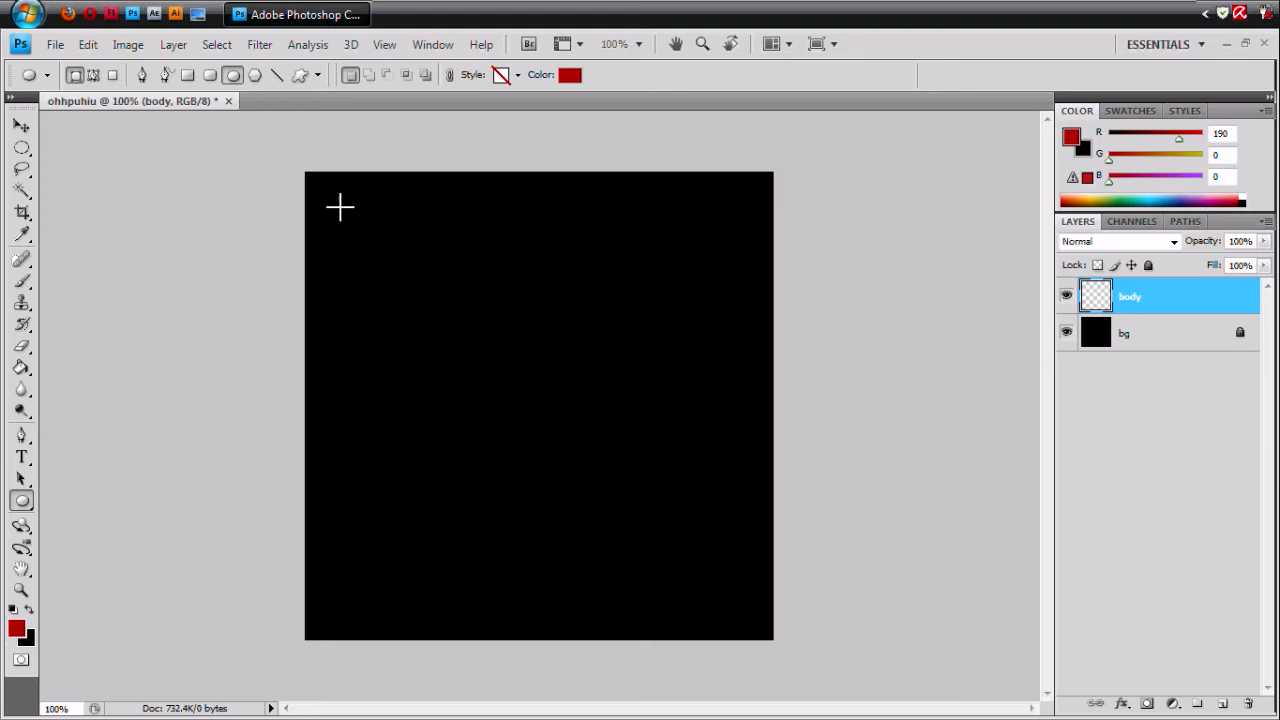 Adobe Photoshop C...
Ps File Edit Image Layer Select Filter Analysis 3D View Window Help Br 100% ESSENTIALS
Style: Color:
ohhpuhiu @ 100% (body, RGB/8) *
COLOR SWATCHES STYLES
R 190
G 0
B 0
LAYERS CHANNELS PATHS
Normal Opacity: 100%
Lock: Fill: 100%
body
bg
T
100% Doc: 732.4K/0 bytes